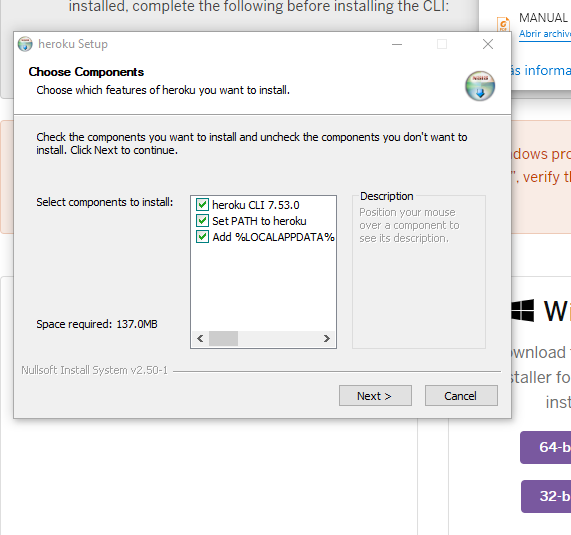 installed, complete the following before installing the CLI:
MANUAL
Abrir archivo
heroku Setup
Choose Components
Choose which features of heroku you want to install.
ás informa
Check the components you want to install and uncheck the components you don't want to
install. Click Next to continue.
ndows pro
", verify th
Select components to install:
heroku CLI 7.53.0
Set PATH to heroku
Add %LOCALAPPDATA%
Description
Position your mouse
over a component to
see its description.
Space required: 137.0MB
Nullsoft Install System v2.50-1
Next >
Cancel
Wi
ownload
staller fo
inst
64-b
32-b